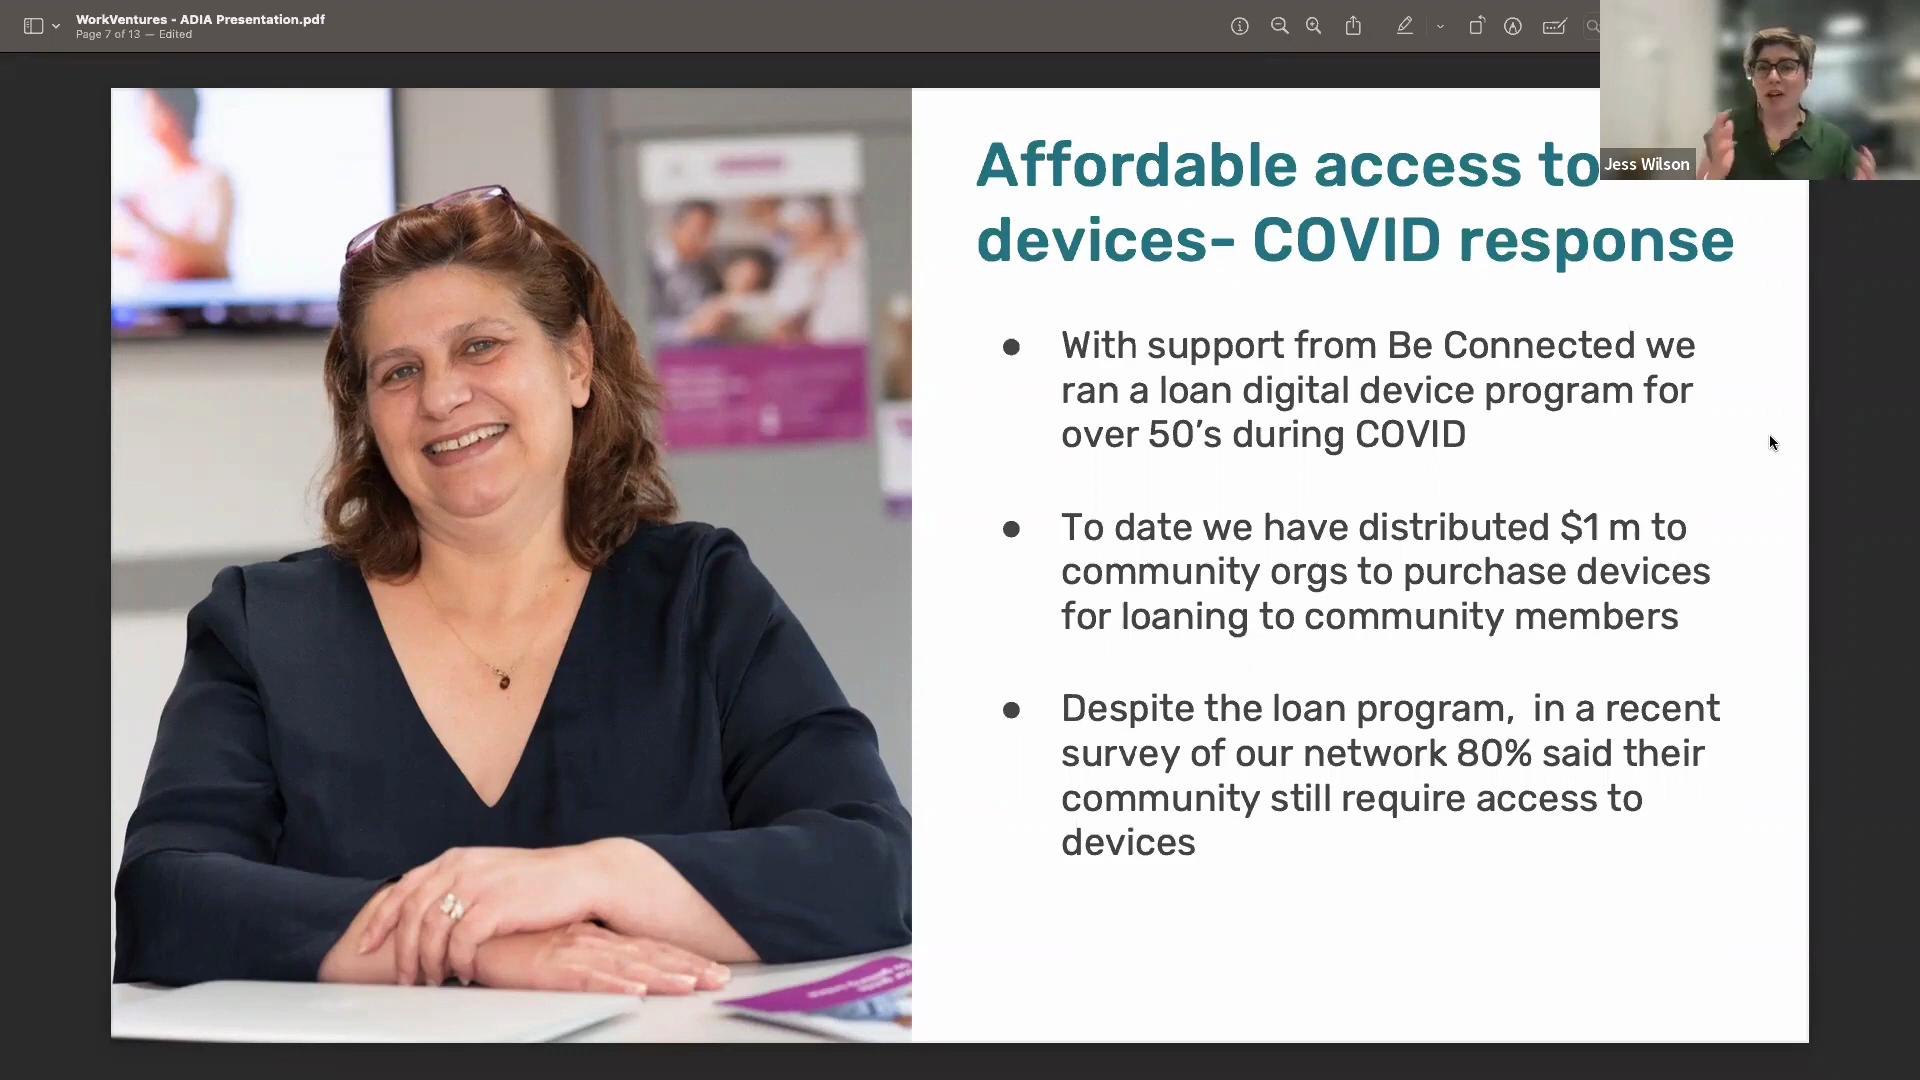 WorkVentures - ADIA Presentation.pdf
Page 7 of 13 — Edited
Jess Wilson
Affordable access to
devices- COVID response
● With support from Be Connected we
ran a loan digital device program for
over 50’s during COVID
● To date we have distributed $1 m to
community orgs to purchase devices
for loaning to community members
● Despite the loan program,  in a recent
survey of our network 80% said their
community still require access to
devices